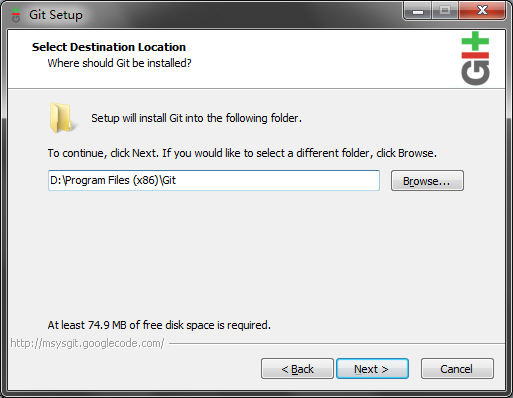 Git Setup
Select Destination Location
Where should Git be installed?
GIt
Setup will install Git into the following folder.
To continue, click Next. If you would like to select a different folder, click Browse.
D:\Program Files (x86)\Git
Browse...
At least 74.9 MB of free disk space is required.
http://msysgit.googlecode.com/
< Back
Next >
Cancel